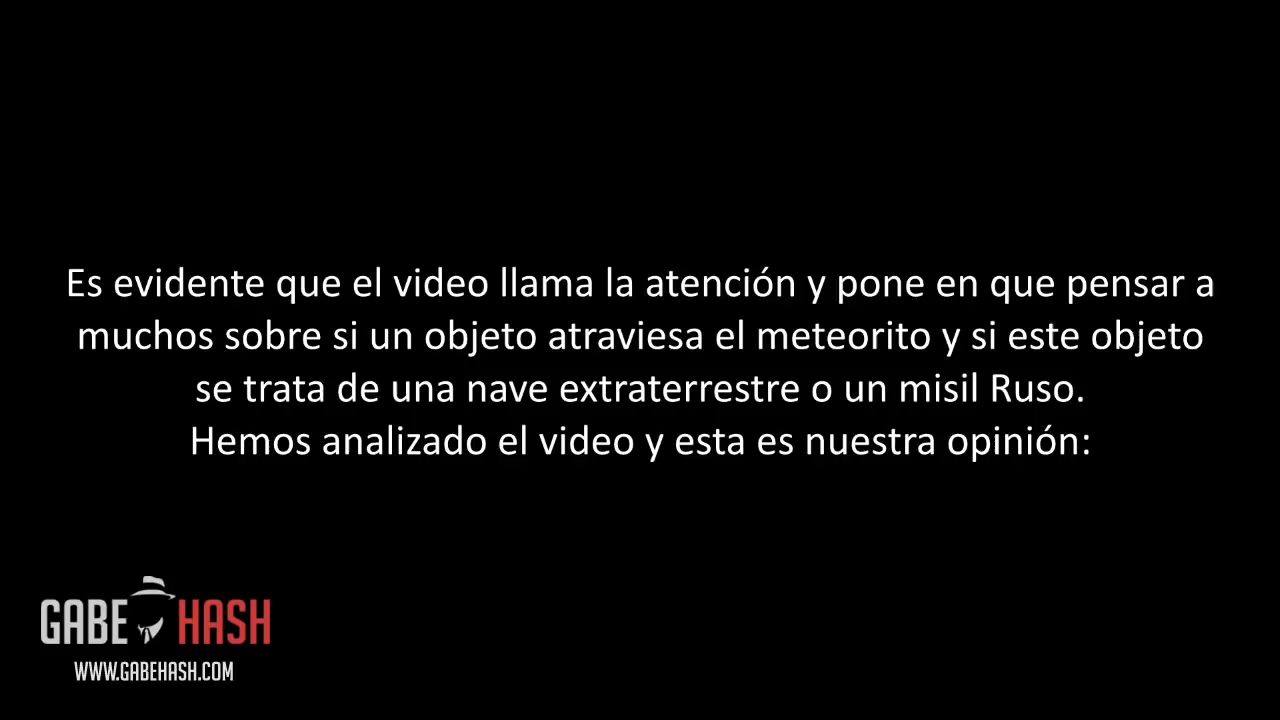 Es evidente que el video llama la atención y pone en que pensar a
muchos sobre si un objeto atraviesa el meteorito y si este objeto
se trata de una nave extraterrestre o un misil Ruso.
Hemos analizado el video y esta es nuestra opinión:
GABE HASH
WWW.GABEHASH.COM